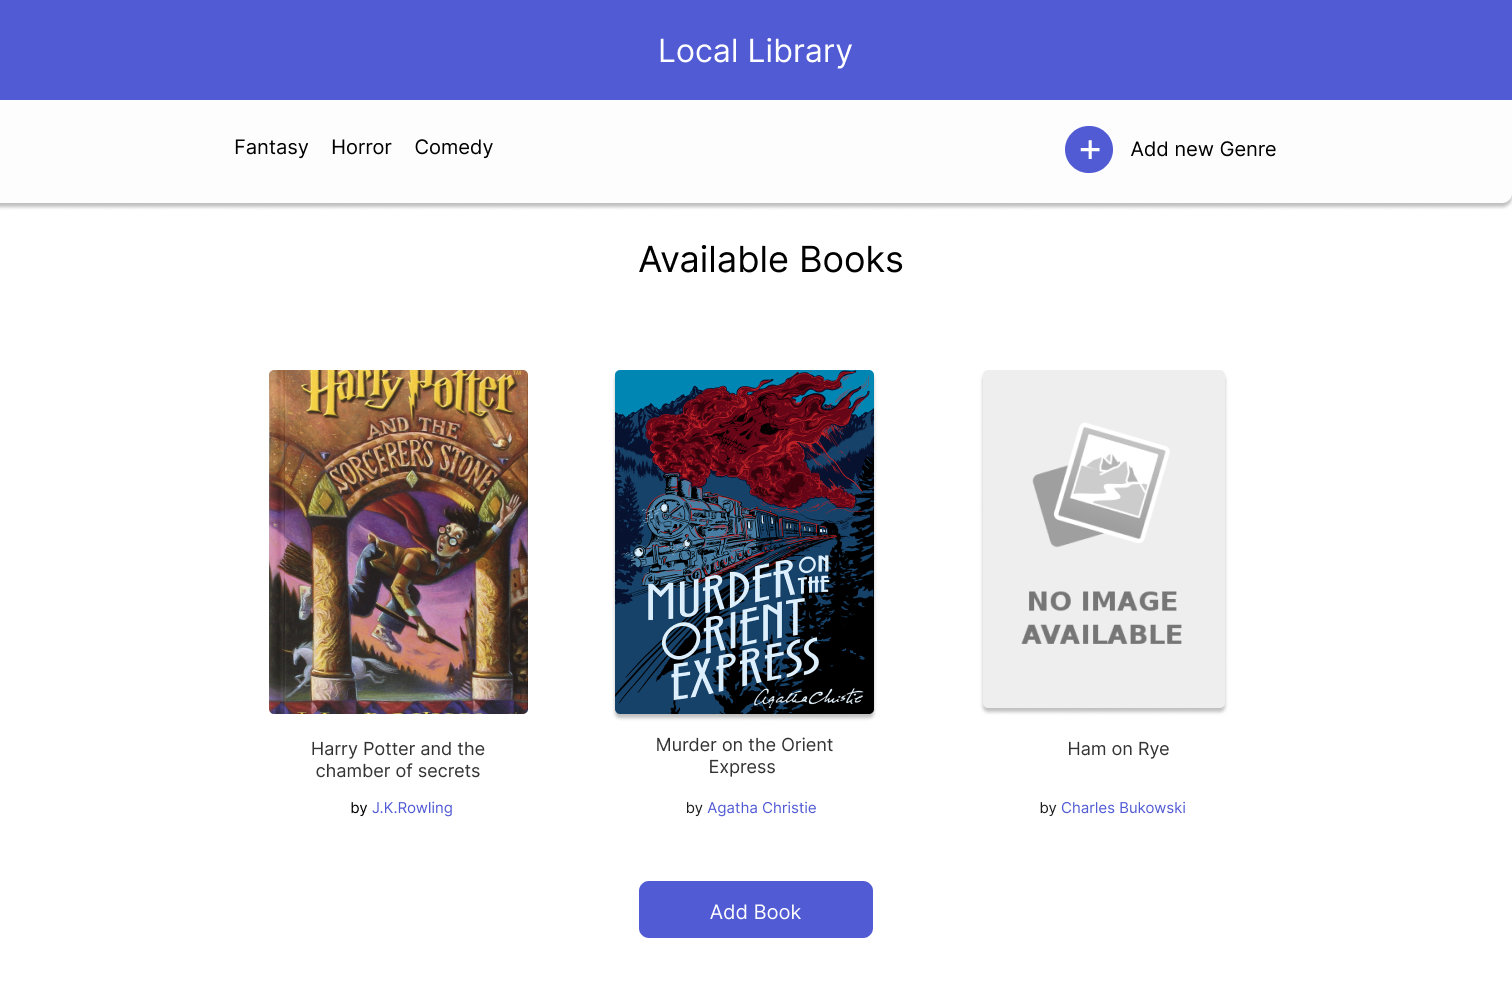 Local Library
Fantasy Horror Comedy
+ Add new Genre
Available Books
Harry Potter™
AND THE
SORCERER'S STONE
MURDER ON
THE
ORIENT
EXPRESS
Agatha Christie
NO IMAGE
AVAILABLE
Harry Potter and the
chamber of secrets
by J.K.Rowling
Murder on the Orient
Express
by Agatha Christie
Ham on Rye
by Charles Bukowski
Add Book